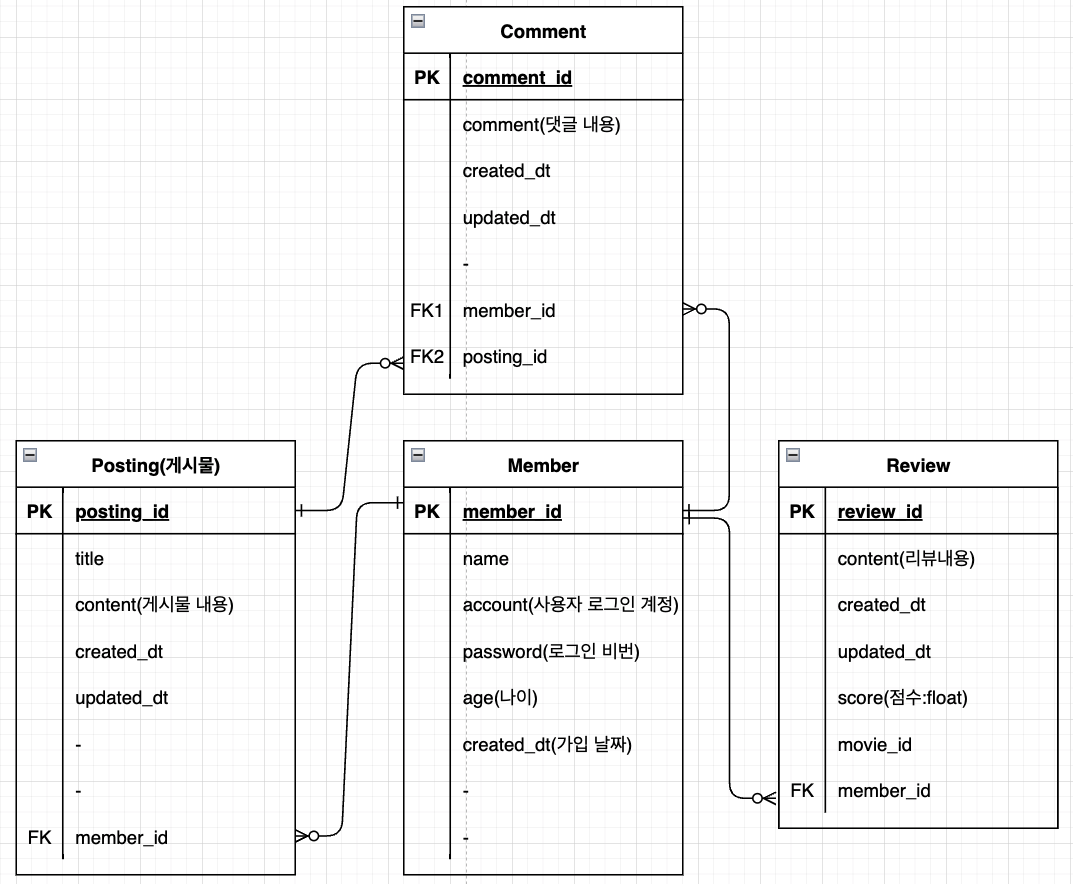 Comment
PK comment_id
comment(댓글 내용)
created_dt
updated_dt
-
FK1 member_id
FK2 posting_id
Posting(게시물)
PK posting_id
title
content(게시물 내용)
created_dt
updated_dt
-
-
FK member_id
Member
PK member_id
name
account(사용자 로그인 계정)
password(로그인 비번)
age(나이)
created_dt(가입 날짜)
-
-
Review
PK review_id
content(리뷰내용)
created_dt
updated_dt
score(점수:float)
movie_id
FK member_id